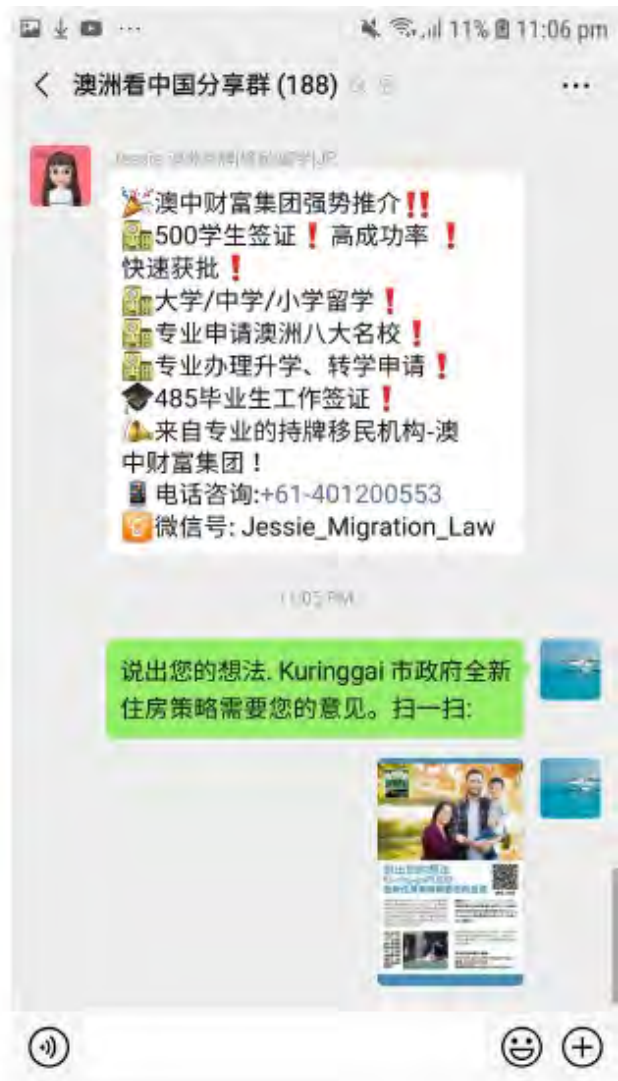 11% 11:06 pm
澳洲看中国分享群 (188)
🎉澳中财富集团强势推介‼️
💵500学生签证❗高成功率❗
快速获批❗
💵大学/中学/小学留学❗
💵专业申请澳洲八大名校❗
💵专业办理升学、转学申请❗
🎓485毕业生工作签证❗
来自专业的持牌移民机构-澳
中财富集团！
📱电话咨询:+61-401200553
微信号: Jessie_Migration_Law
11:05 PM
说出您的想法. Kuringgai 市政府全新
住房策略需要您的意见。扫一扫:
说出您的想法